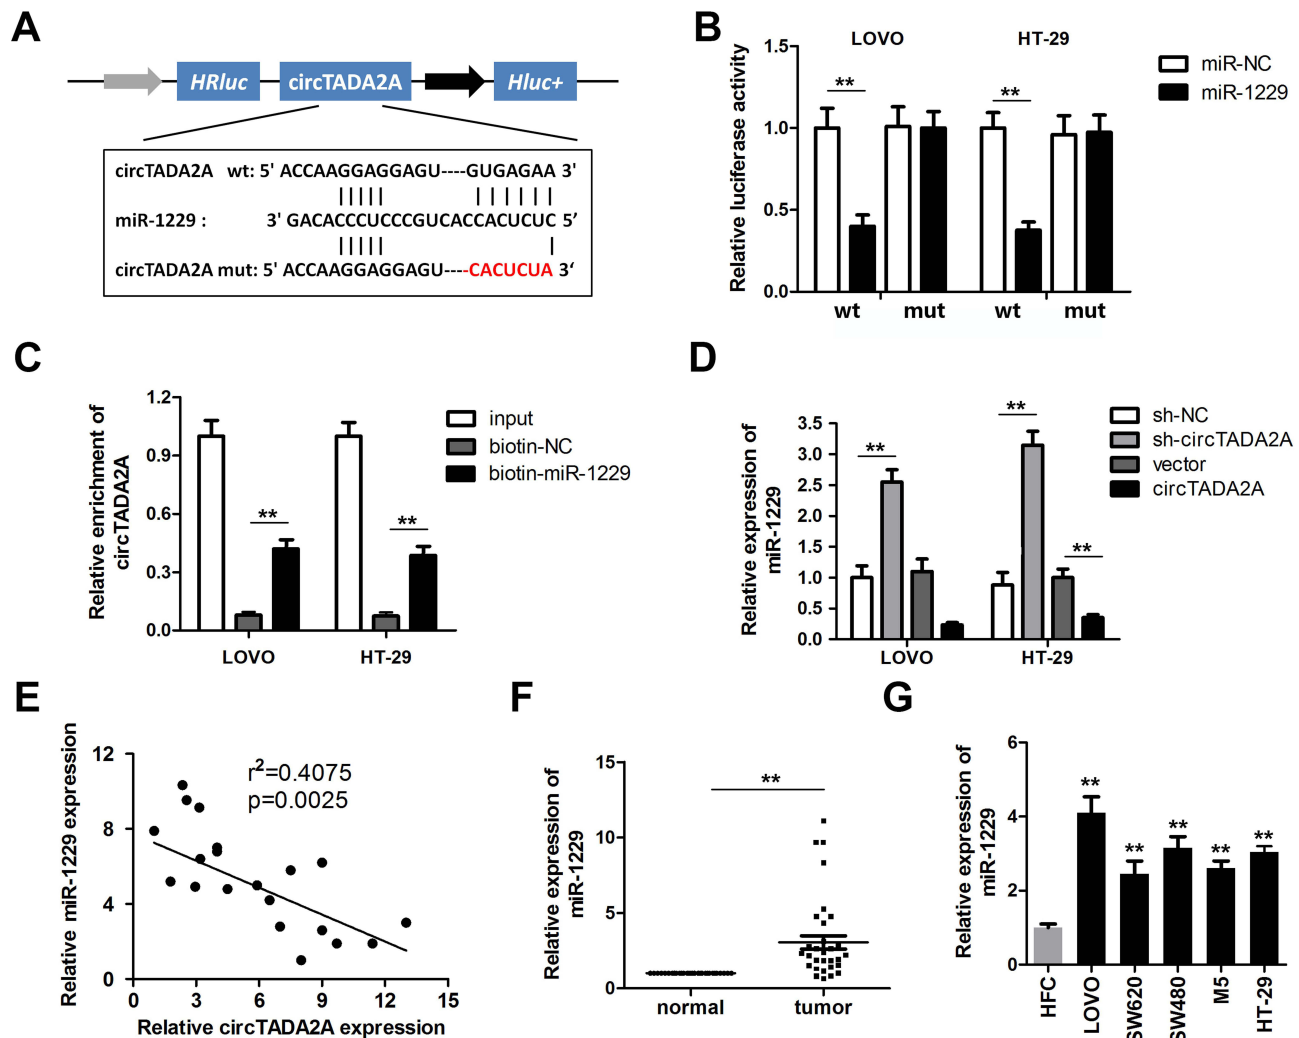 A
HRluc circTADA2A Hluc+
circTADA2A wt: 5' ACCAAGGAGGAGU----GUGAGAA 3'
miR-1229 : 3' GACACCCUCCCGUCACCACUCUC 5’
circTADA2A mut: 5' ACCAAGGAGGAGU----CACUCUA 3‘
B
LOVO HT-29
miR-NC
miR-1229
Relative luciferase activity
1.5
1.0
0.5
0.0
** **
wt mut wt mut
C
Relative enrichment of
circTADA2A
1.2
0.9
0.6
0.3
0.0
** **
input
biotin-NC
biotin-miR-1229
LOVO HT-29
D
Relative expression of
miR-1229
3.5
3.0
2.5
2.0
1.5
1.0
0.5
0.0
** ** **
sh-NC
sh-circTADA2A
vector
circTADA2A
LOVO HT-29
E
Relative miR-1229 expression
12
8
4
0
r²=0.4075
p=0.0025
0 3 6 9 12 15
Relative circTADA2A expression
F
Relative expression of
miR-1229
15
10
5
0
**
normal tumor
G
Relative expression of
miR-1229
6
4
2
0
** ** ** ** **
HFC LOVO SW620 SW480 M5 HT-29